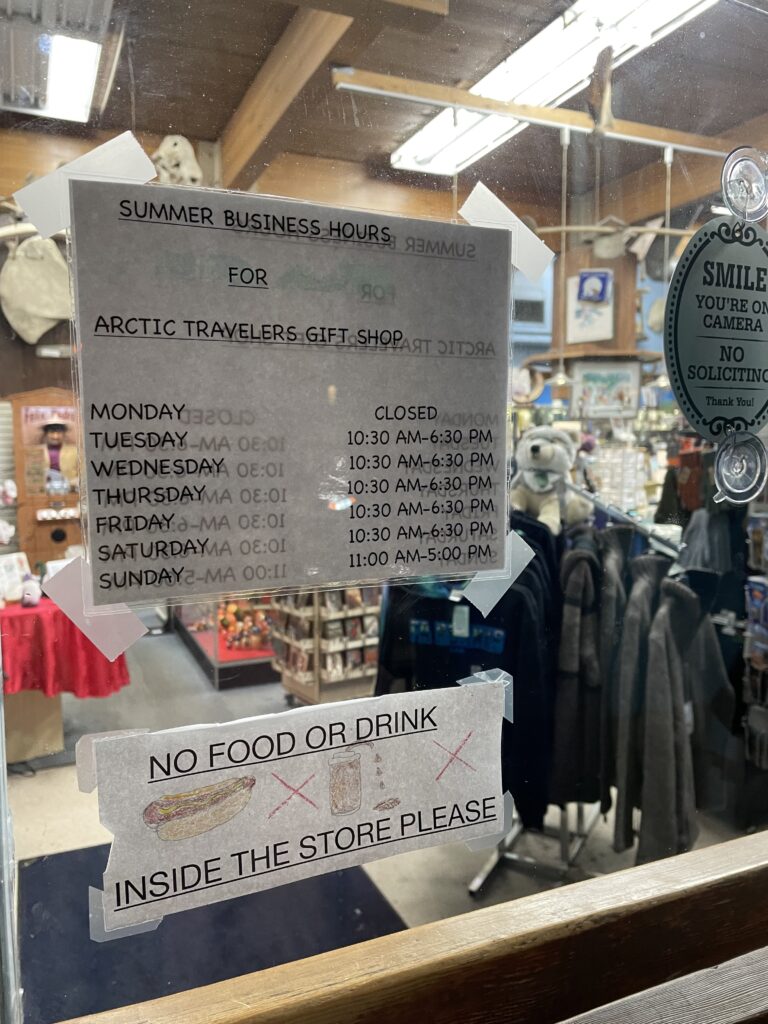 SUMMER BUSINESS HOURS
FOR
ARCTIC TRAVELERS GIFT SHOP
MONDAY CLOSED
TUESDAY 10:30 AM-6:30 PM
WEDNESDAY 10:30 AM-6:30 PM
THURSDAY 10:30 AM-6:30 PM
FRIDAY 10:30 AM-6:30 PM
SATURDAY 10:30 AM-6:30 PM
SUNDAY 11:00 AM-5:00 PM
SMILE
YOU'RE ON
CAMERA
NO
SOLICITING
Thank You!
NO FOOD OR DRINK
INSIDE THE STORE PLEASE